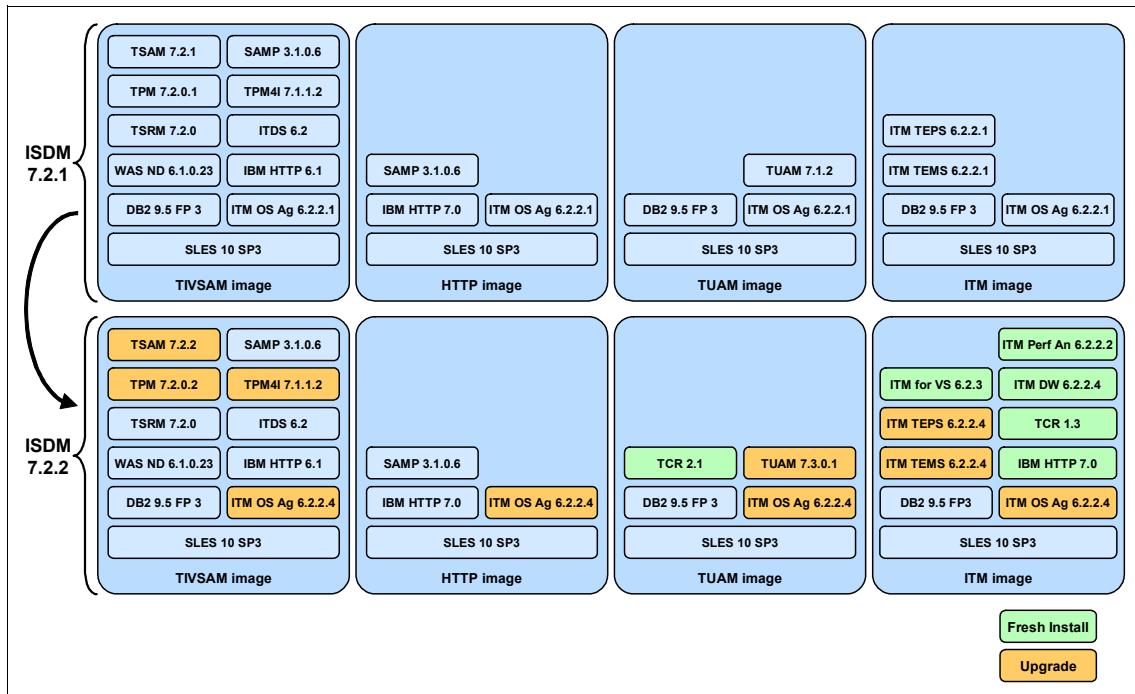 ISDM
7.2.1
TSAM 7.2.1
SAMP 3.1.0.6
TPM 7.2.0.1
TPM4I 7.1.1.2
TSRM 7.2.0
ITDS 6.2
WAS ND 6.1.0.23
IBM HTTP 6.1
DB2 9.5 FP 3
ITM OS Ag 6.2.2.1
SLES 10 SP3
TIVSAM image
SAMP 3.1.0.6
IBM HTTP 7.0
ITM OS Ag 6.2.2.1
SLES 10 SP3
HTTP image
TUAM 7.1.2
DB2 9.5 FP 3
ITM OS Ag 6.2.2.1
SLES 10 SP3
TUAM image
ITM TEPS 6.2.2.1
ITM TEMS 6.2.2.1
DB2 9.5 FP 3
ITM OS Ag 6.2.2.1
SLES 10 SP3
ITM image
ISDM
7.2.2
TSAM 7.2.2
SAMP 3.1.0.6
TPM 7.2.0.2
TPM4I 7.1.1.2
TSRM 7.2.0
ITDS 6.2
WAS ND 6.1.0.23
IBM HTTP 6.1
DB2 9.5 FP 3
ITM OS Ag 6.2.2.4
SLES 10 SP3
TIVSAM image
SAMP 3.1.0.6
IBM HTTP 7.0
ITM OS Ag 6.2.2.4
SLES 10 SP3
HTTP image
TCR 2.1
TUAM 7.3.0.1
DB2 9.5 FP 3
ITM OS Ag 6.2.2.4
SLES 10 SP3
TUAM image
ITM Perf An 6.2.2.2
ITM for VS 6.2.3
ITM DW 6.2.2.4
ITM TEPS 6.2.2.4
TCR 1.3
ITM TEMS 6.2.2.4
IBM HTTP 7.0
DB2 9.5 FP3
ITM OS Ag 6.2.2.4
SLES 10 SP3
ITM image
Fresh Install
Upgrade